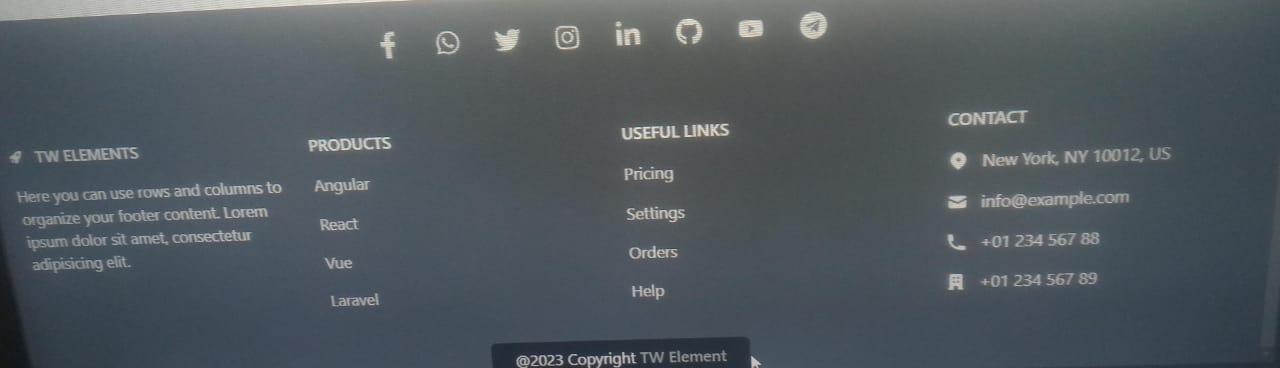 TW ELEMENTS
Here you can use rows and columns to
organize your footer content. Lorem
ipsum dolor sit amet, consectetur
adipisicing elit.
PRODUCTS
Angular
React
Vue
Laravel
USEFUL LINKS
Pricing
Settings
Orders
Help
CONTACT
New York, NY 10012, US
info@example.com
+01 234 567 88
+01 234 567 89
@2023 Copyright TW Element